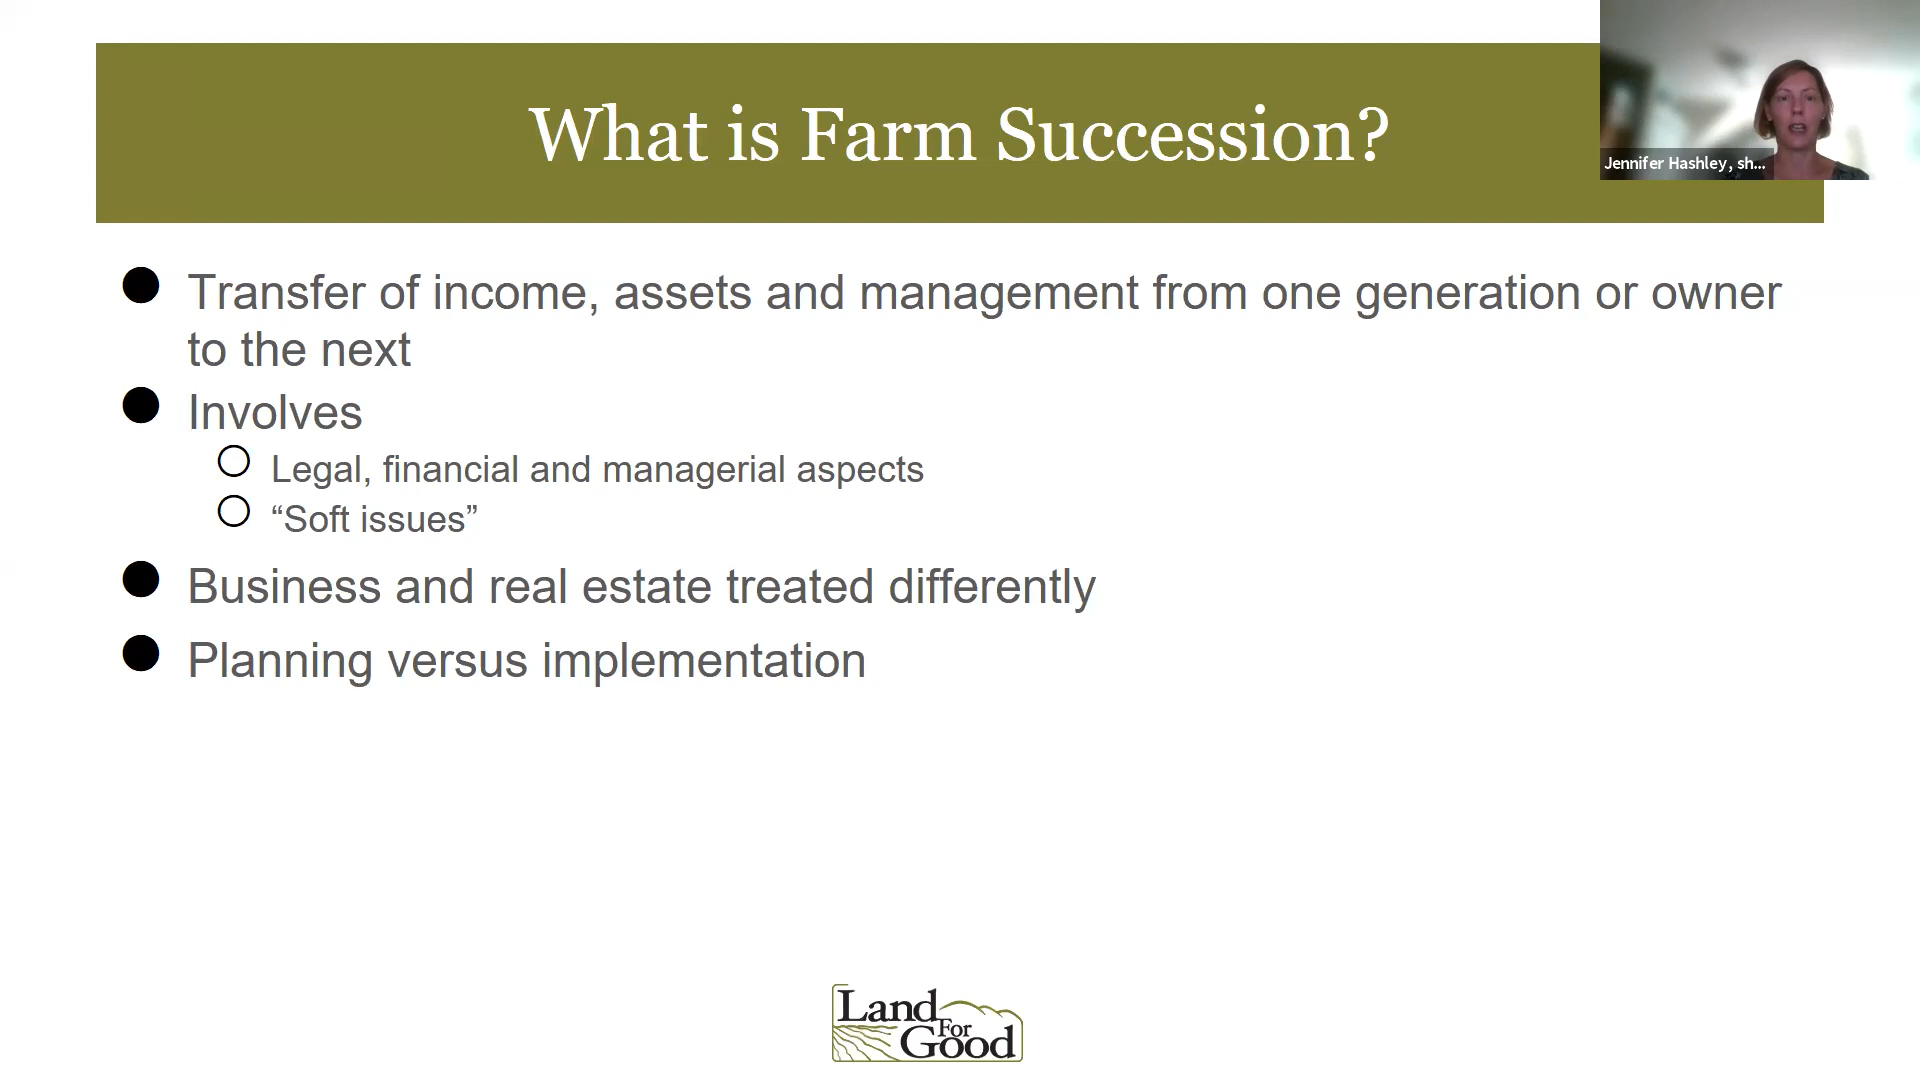 What is Farm Succession?
Jennifer Hashley, sh...
Transfer of income, assets and management from one generation or owner
to the next
Involves
Legal, financial and managerial aspects
“Soft issues”
Business and real estate treated differently
Planning versus implementation
Land
For
Good